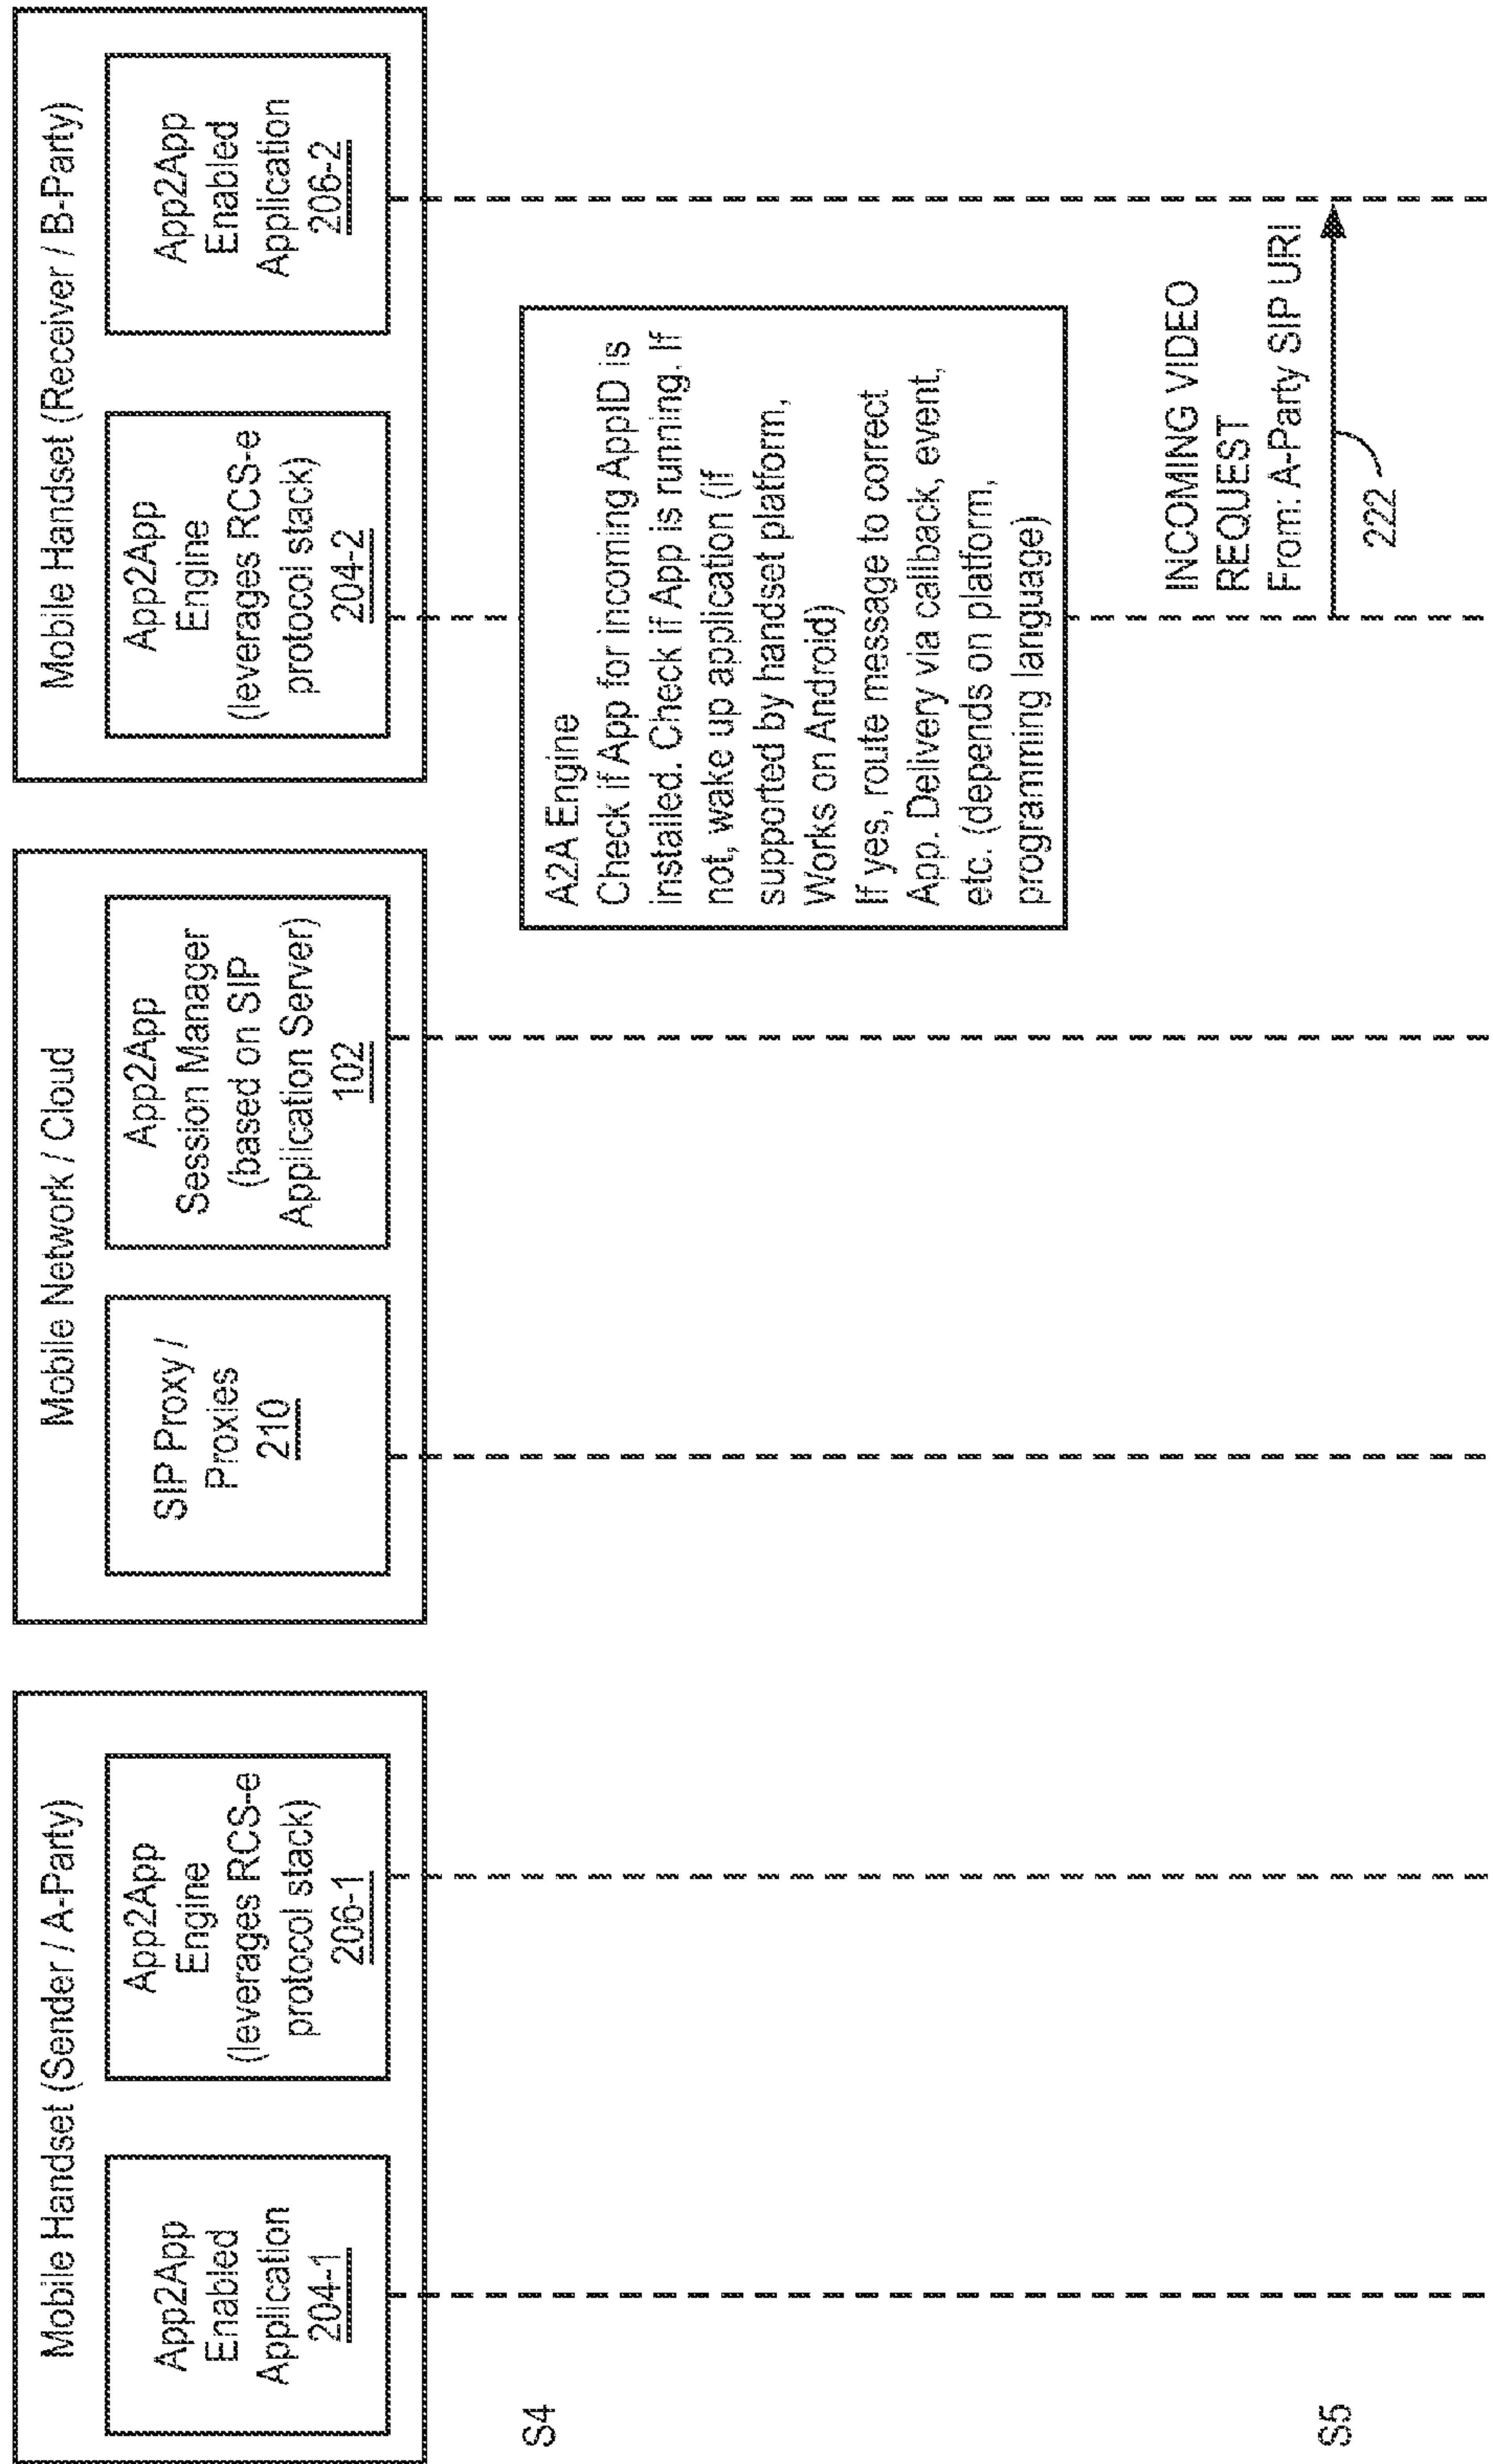 Mobile Handset (Sender / A-Party)
App2App
Enabled
Application
204-1
App2App
Engine
(leverages RCS-e
protocol stack)
206-1
Mobile Network / Cloud
SIP Proxy /
Proxies
210
App2App
Session Manager
(based on SIP
Application Server)
102
Mobile Handset (Receiver / B-Party)
App2App
Engine
(leverages RCS-e
protocol stack)
204-2
App2App
Enabled
Application
206-2
S4
A2A Engine
Check if App for incoming AppID is
installed. Check if App is running. If
not, wake up application (if
supported by handset platform,
Works on Android)
If yes, route message to correct
App. Delivery via callback, event,
etc. (depends on platform,
programming language)
S5
INCOMING VIDEO
REQUEST
From: A-Party SIP URI
222